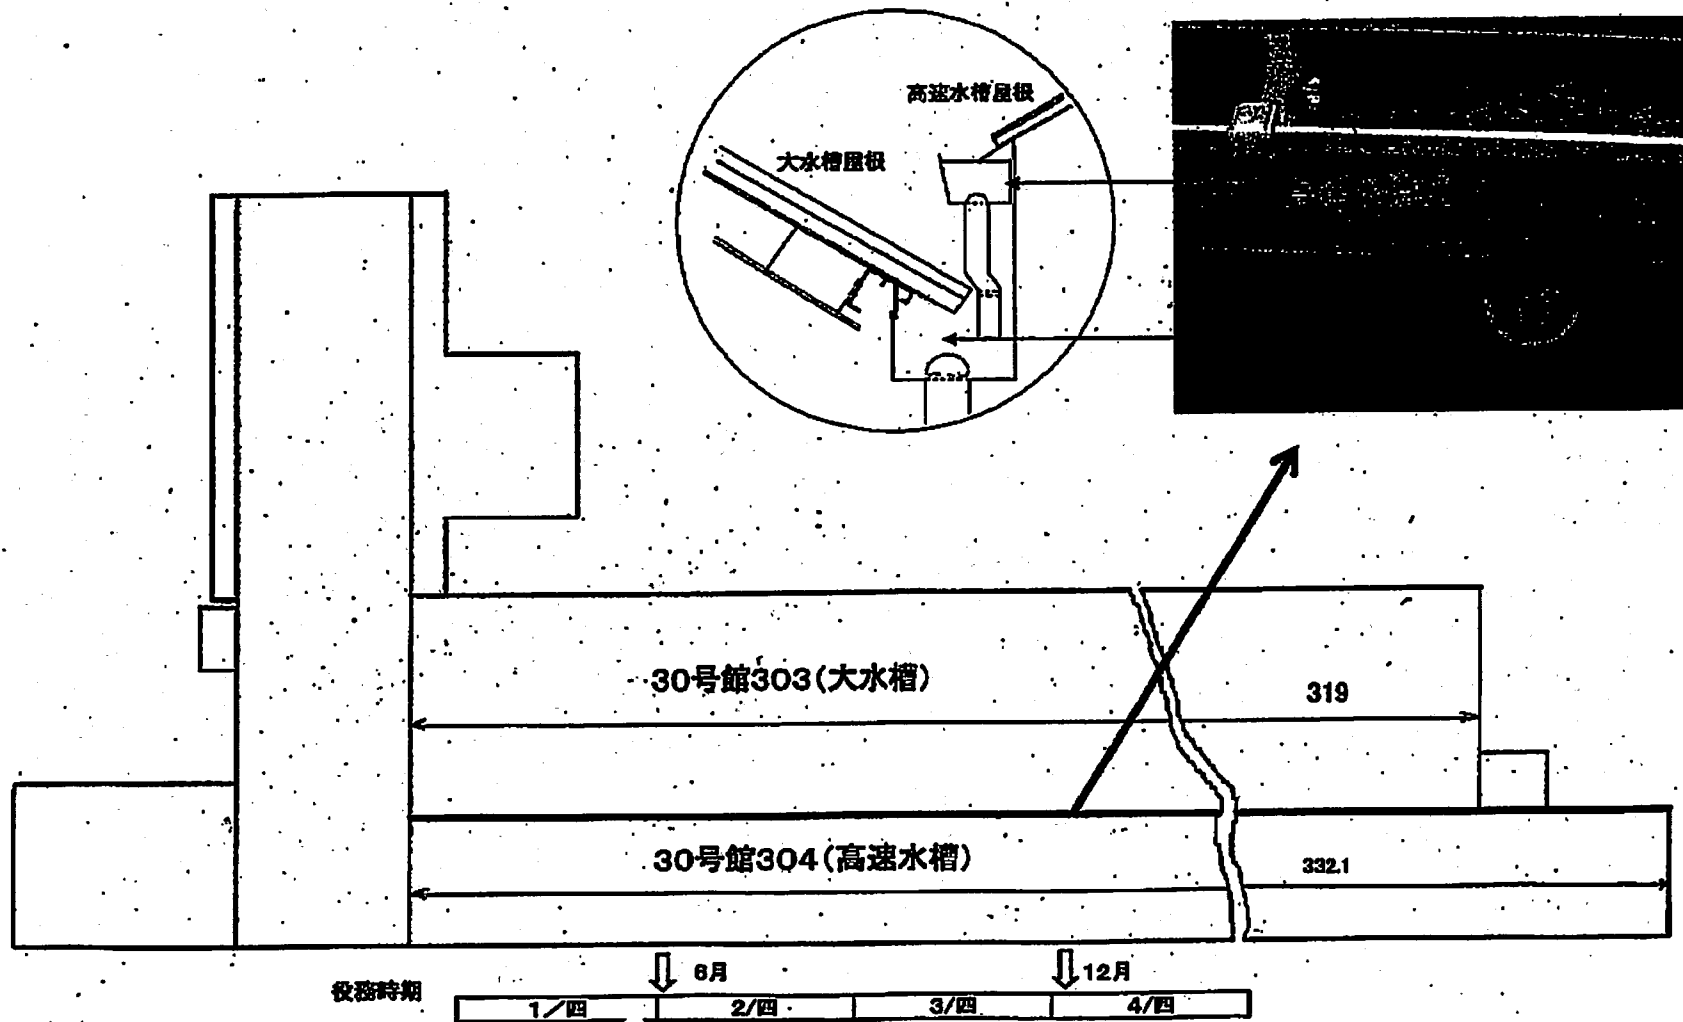 高速水槽屋根
大水槽屋根
30号館303(大水槽)
319
30号館304(高速水槽)
332.1
6月
12月
役務時期
1/四
2/四
3/四
4/四